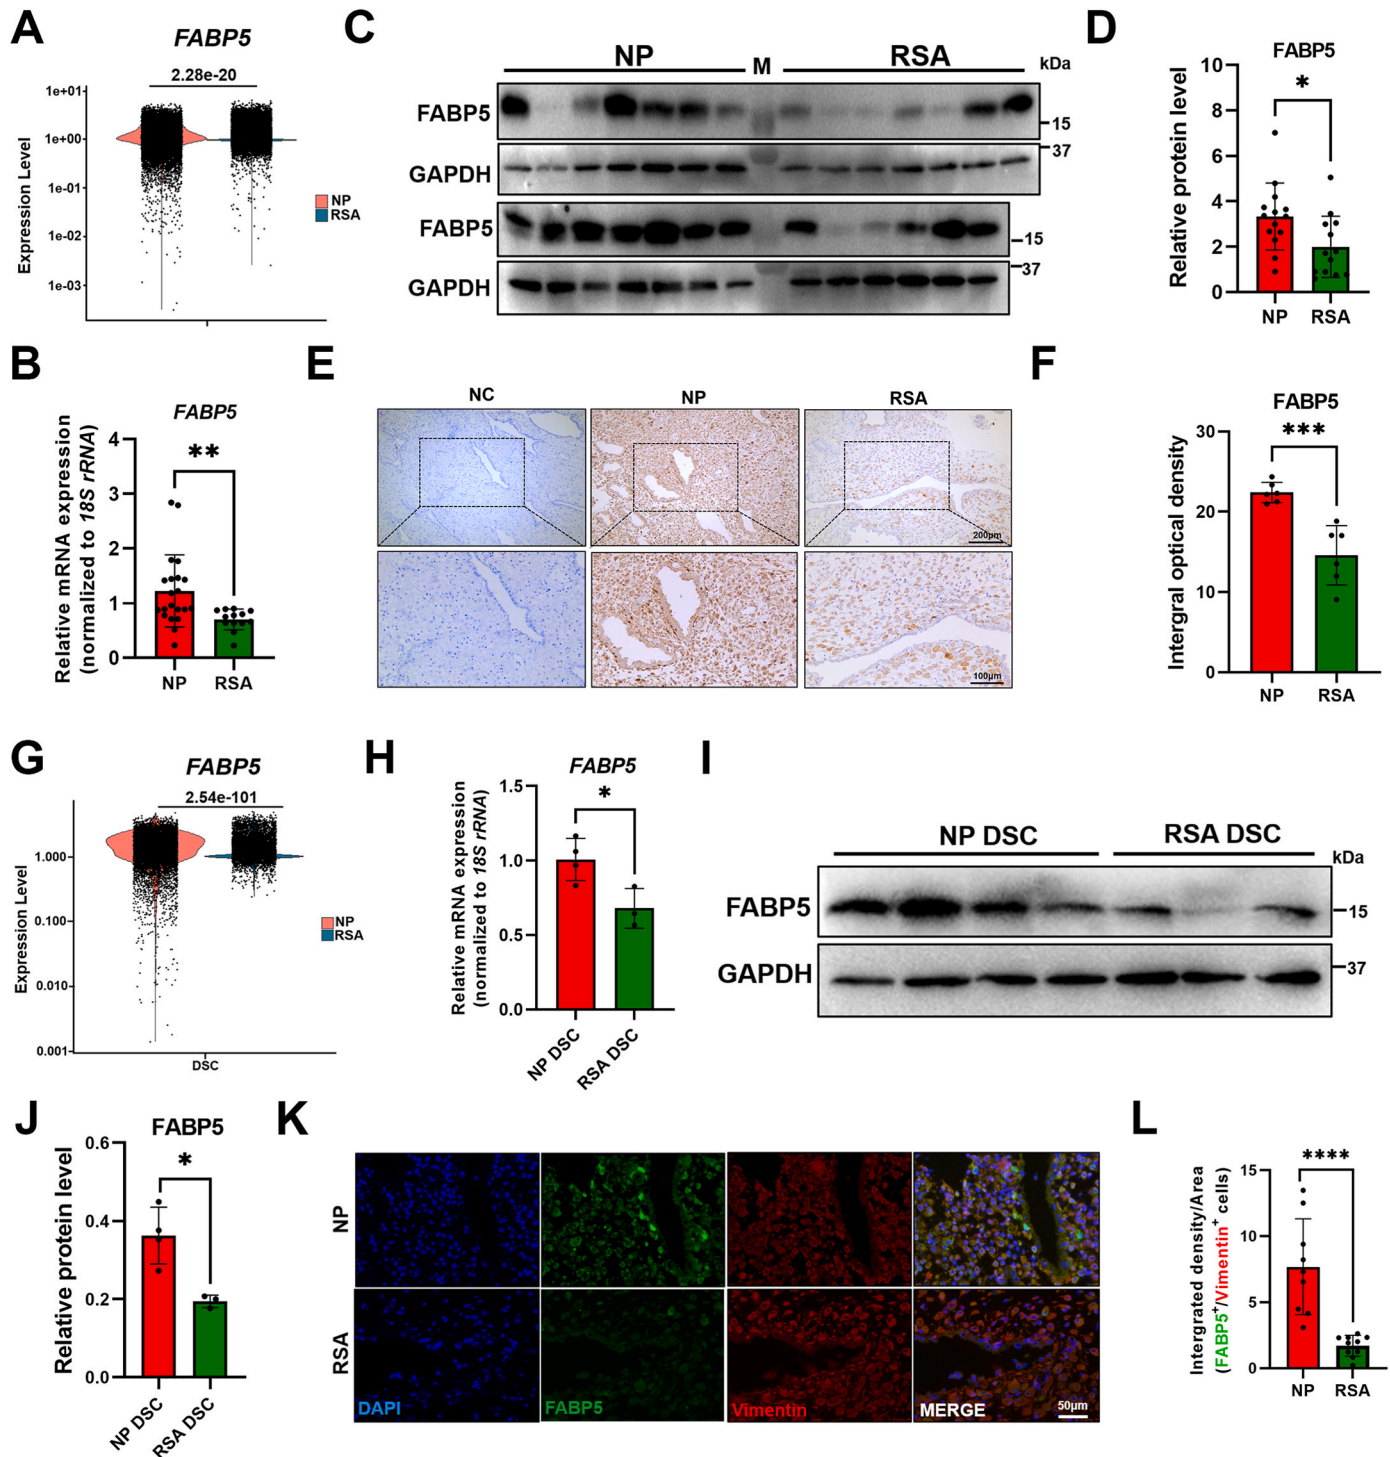 A
FABP5
2.28e-20
1e+01
1e+00
1e-01
1e-02
1e-03
Expression Level
NP
RSA
C
NP
M
RSA
kDa
FABP5
15
37
GAPDH
FABP5
15
37
GAPDH
D
FABP5
*
10
8
6
4
2
0
Relative protein level
NP
RSA
B
FABP5
**
4
3
2
1
0
Relative mRNA expression
(normalized to 18S rRNA)
NP
RSA
E
NC
NP
RSA
200μm
100μm
F
FABP5
***
30
20
10
0
Intergral optical density
NP
RSA
G
FABP5
2.54e-101
1.000
0.100
0.010
0.001
Expression Level
NP
RSA
DSC
H
FABP5
*
1.5
1.0
0.5
0.0
Relative mRNA expression
(normalized to 18S rRNA)
NP DSC
RSA DSC
I
NP DSC
RSA DSC
kDa
FABP5
15
GAPDH
37
J
FABP5
*
0.6
0.4
0.2
0.0
Relative protein level
NP DSC
RSA DSC
K
NP
RSA
DAPI
FABP5
Vimentin
MERGE
50μm
L
****
15
10
5
0
Intergrated density/Area
(FABP5⁺/Vimentin⁺ cells)
NP
RSA